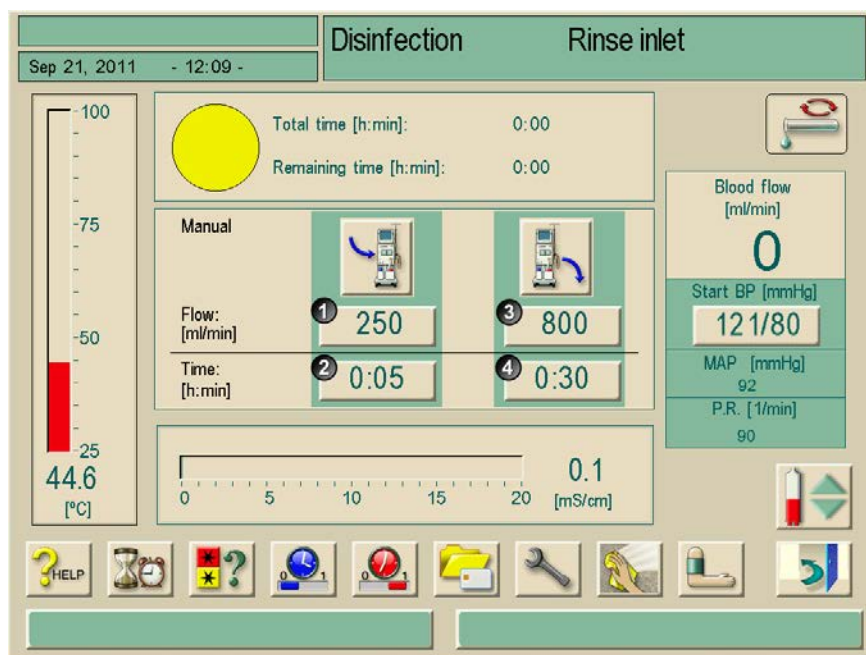 Disinfection Rinse inlet
Sep 21, 2011 - 12:09 -
100
75
50
25
44.6
[°C]
Total time [h:min]: 0:00
Remaining time [h:min]: 0:00
Manual
Flow:
[ml/min]
1 250
3 800
Time:
[h:min]
2 0:05
4 0:30
0 5 10 15 20
0.1
[mS/cm]
Blood flow
[ml/min]
0
Start BP [mmHg]
121/80
MAP [mmHg]
92
P.R. [1/min]
90
? HELP
?
0 1
0 1